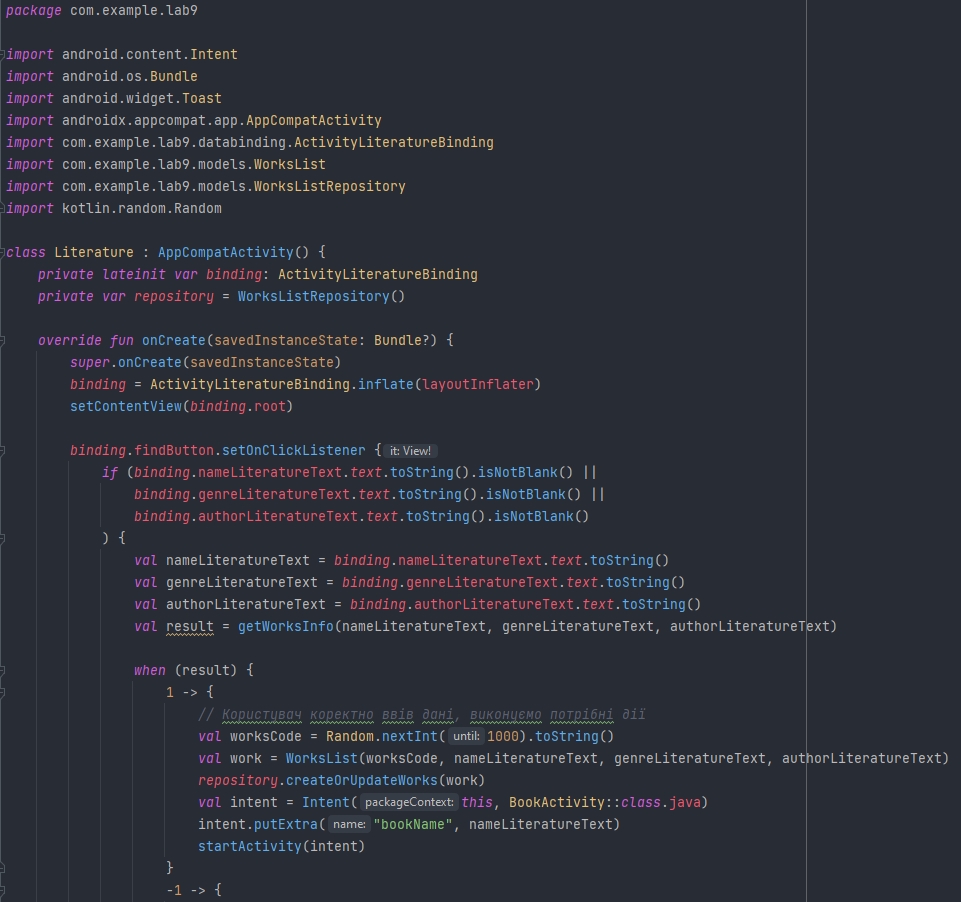 package com.example.lab9
import android.content.Intent
import android.os.Bundle
import android.widget.Toast
import androidx.appcompat.app.AppCompatActivity
import com.example.lab9.databinding.ActivityLiteratureBinding
import com.example.lab9.models.WorksList
import com.example.lab9.models.WorksListRepository
import kotlin.random.Random
class Literature : AppCompatActivity() {
    private lateinit var binding: ActivityLiteratureBinding
    private var repository = WorksListRepository()
    override fun onCreate(savedInstanceState: Bundle?) {
        super.onCreate(savedInstanceState)
        binding = ActivityLiteratureBinding.inflate(layoutInflater)
        setContentView(binding.root)
        binding.findButton.setOnClickListener { it: View!
            if (binding.nameLiteratureText.text.toString().isNotBlank() ||
                binding.genreLiteratureText.text.toString().isNotBlank() ||
                binding.authorLiteratureText.text.toString().isNotBlank()
            ) {
                val nameLiteratureText = binding.nameLiteratureText.text.toString()
                val genreLiteratureText = binding.genreLiteratureText.text.toString()
                val authorLiteratureText = binding.authorLiteratureText.text.toString()
                val result = getWorksInfo(nameLiteratureText, genreLiteratureText, authorLiteratureText)
                when (result) {
                    1 -> {
                        // Користувач коректно ввів дані, виконуємо потрібні дії
                        val worksCode = Random.nextInt( until: 1000).toString()
                        val work = WorksList(worksCode, nameLiteratureText, genreLiteratureText, authorLiteratureText)
                        repository.createOrUpdateWorks(work)
                        val intent = Intent( packageContext: this, BookActivity::class.java)
                        intent.putExtra( name: "bookName", nameLiteratureText)
                        startActivity(intent)
                    }
                    -1 -> {